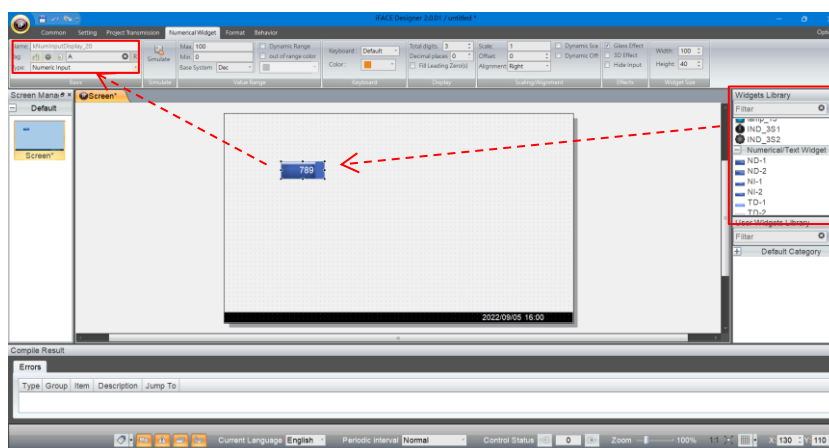 iFACE Designer 2.0.01 / untitled *
Common Setting Project Transmission Numerical Widget Format Behavior
Name: kNumInputDisplay_20
A
Type: Numeric Input
Basic
Simulate
Simulate
Max 100
Min 0
Base System Dec
Dynamic Range
out of range color
Value Range
Keyboard: Default
Color:
Keyboard
Total digits 3
Decimal places 0
Fill Leading Zero(s)
Display
Scale: 1
Offset: 0
Alignment Right
Dynamic Sca
Dynamic Off
Scaling/Alignment
Glass Effect
3D Effect
Hide Input
Effects
Width: 100
Height: 40
Widget Size
Screen Mana
Default
Screen*
Screen*
789
2022/09/05 16:00
Widgets Library
Filter
IND_3S1
IND_3S2
Numerical/Text Widget
ND-1
ND-2
NI-1
NI-2
TD-1
TD-2
User Widgets Library
Filter
Default Category
Compile Result
Errors
Type Group Item Description Jump To
Current Language English Periodic Interval Normal Control Status 0 Zoom 100% 1:1 X: 130 Y: 110